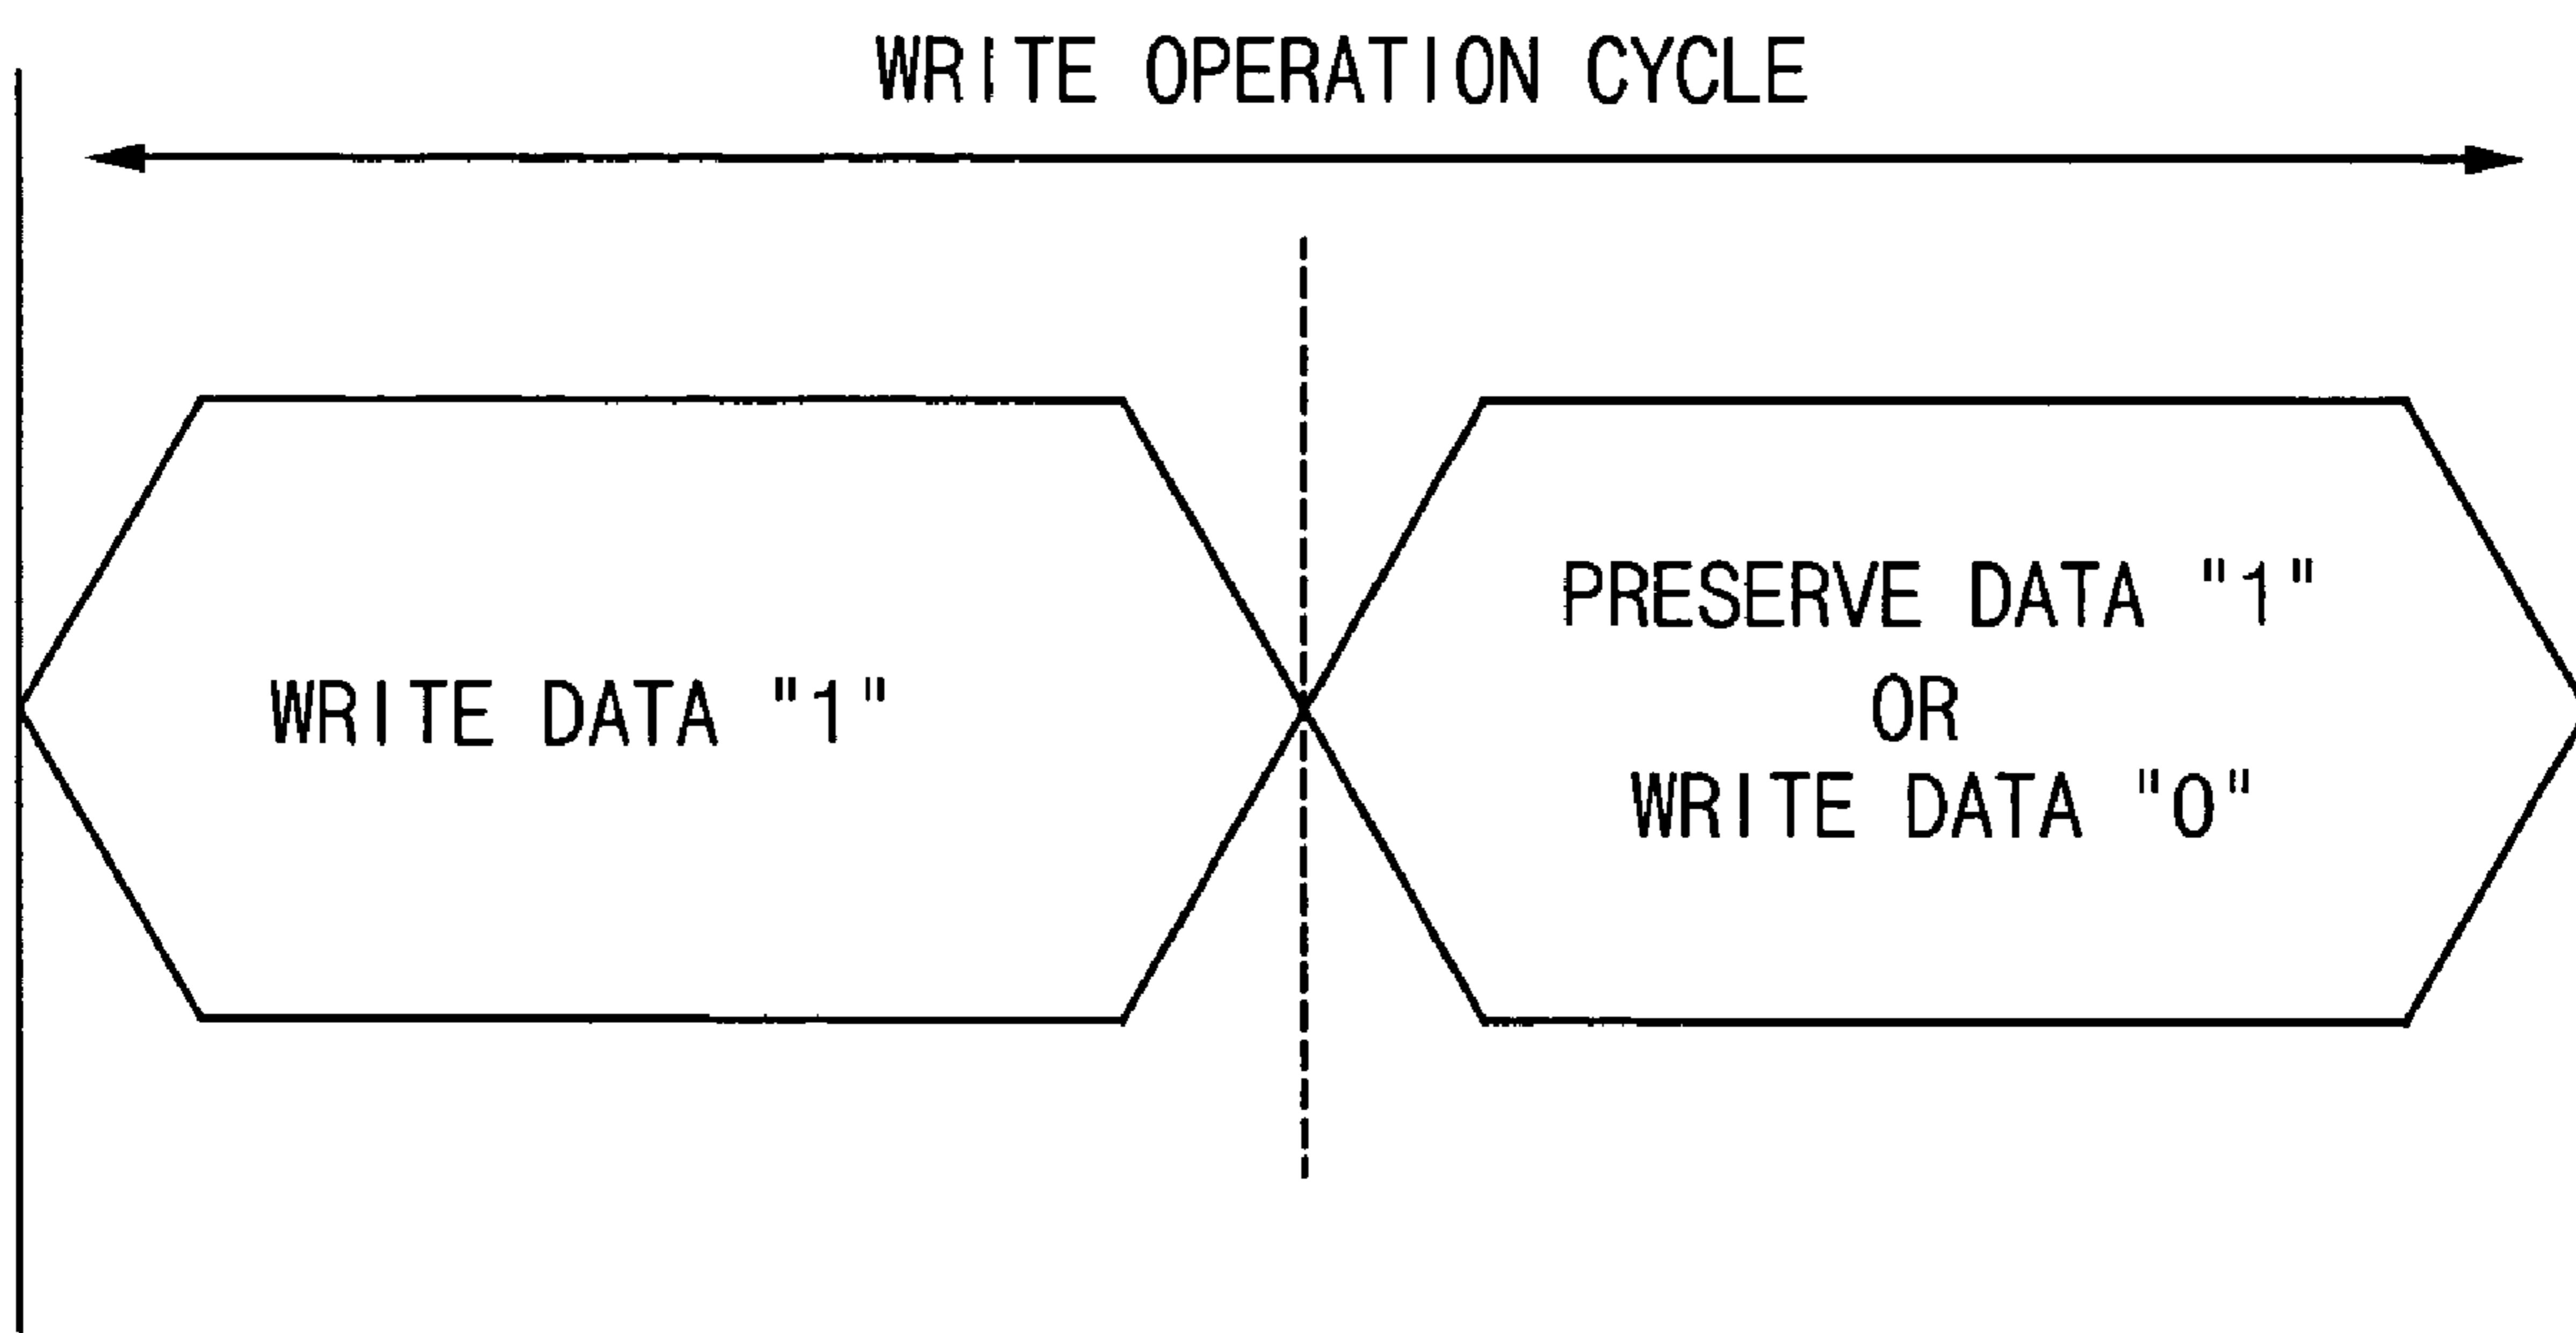 WRITE OPERATION CYCLE
WRITE DATA "1"
PRESERVE DATA "1"
OR
WRITE DATA "0"